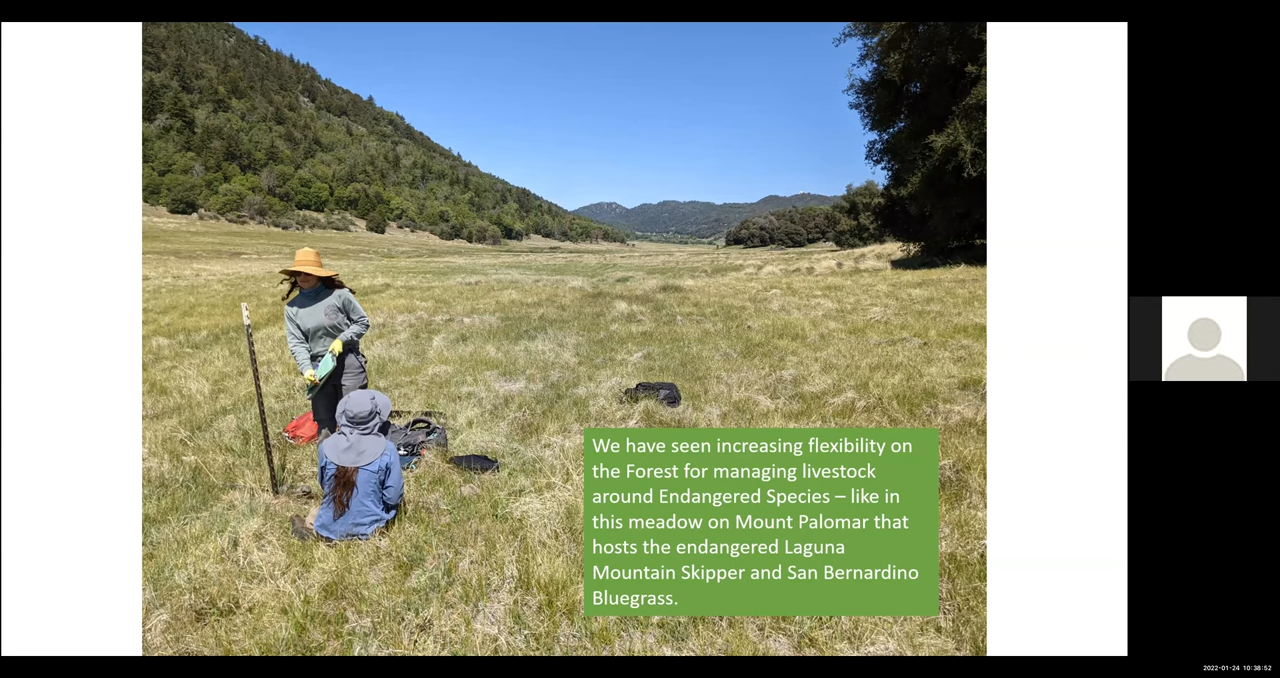 We have seen increasing flexibility on
the Forest for managing livestock
around Endangered Species – like in
this meadow on Mount Palomar that
hosts the endangered Laguna
Mountain Skipper and San Bernardino
Bluegrass.
2022-01-24 10:38:52